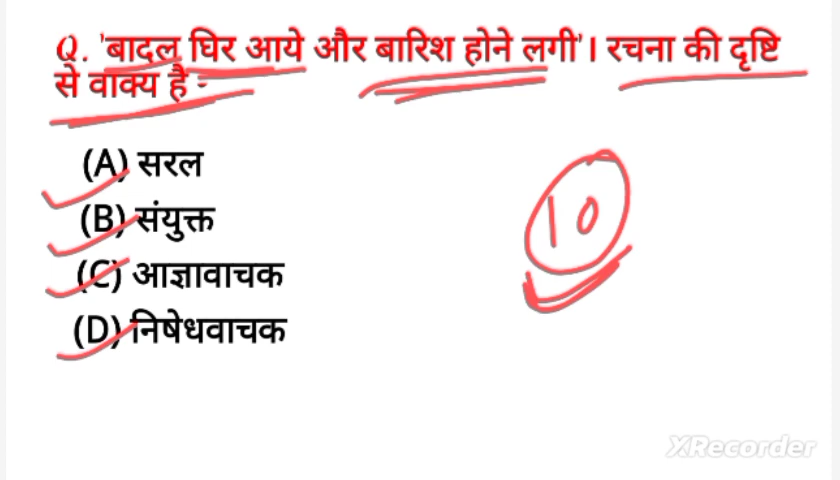 Q. 'बादल घिर आये और बारिश होने लगी'। रचना की दृष्टि
से वाक्य है -
(A) सरल
(B) संयुक्त
(C) आज्ञावाचक
(D) निषेधवाचक
10
XRecorder